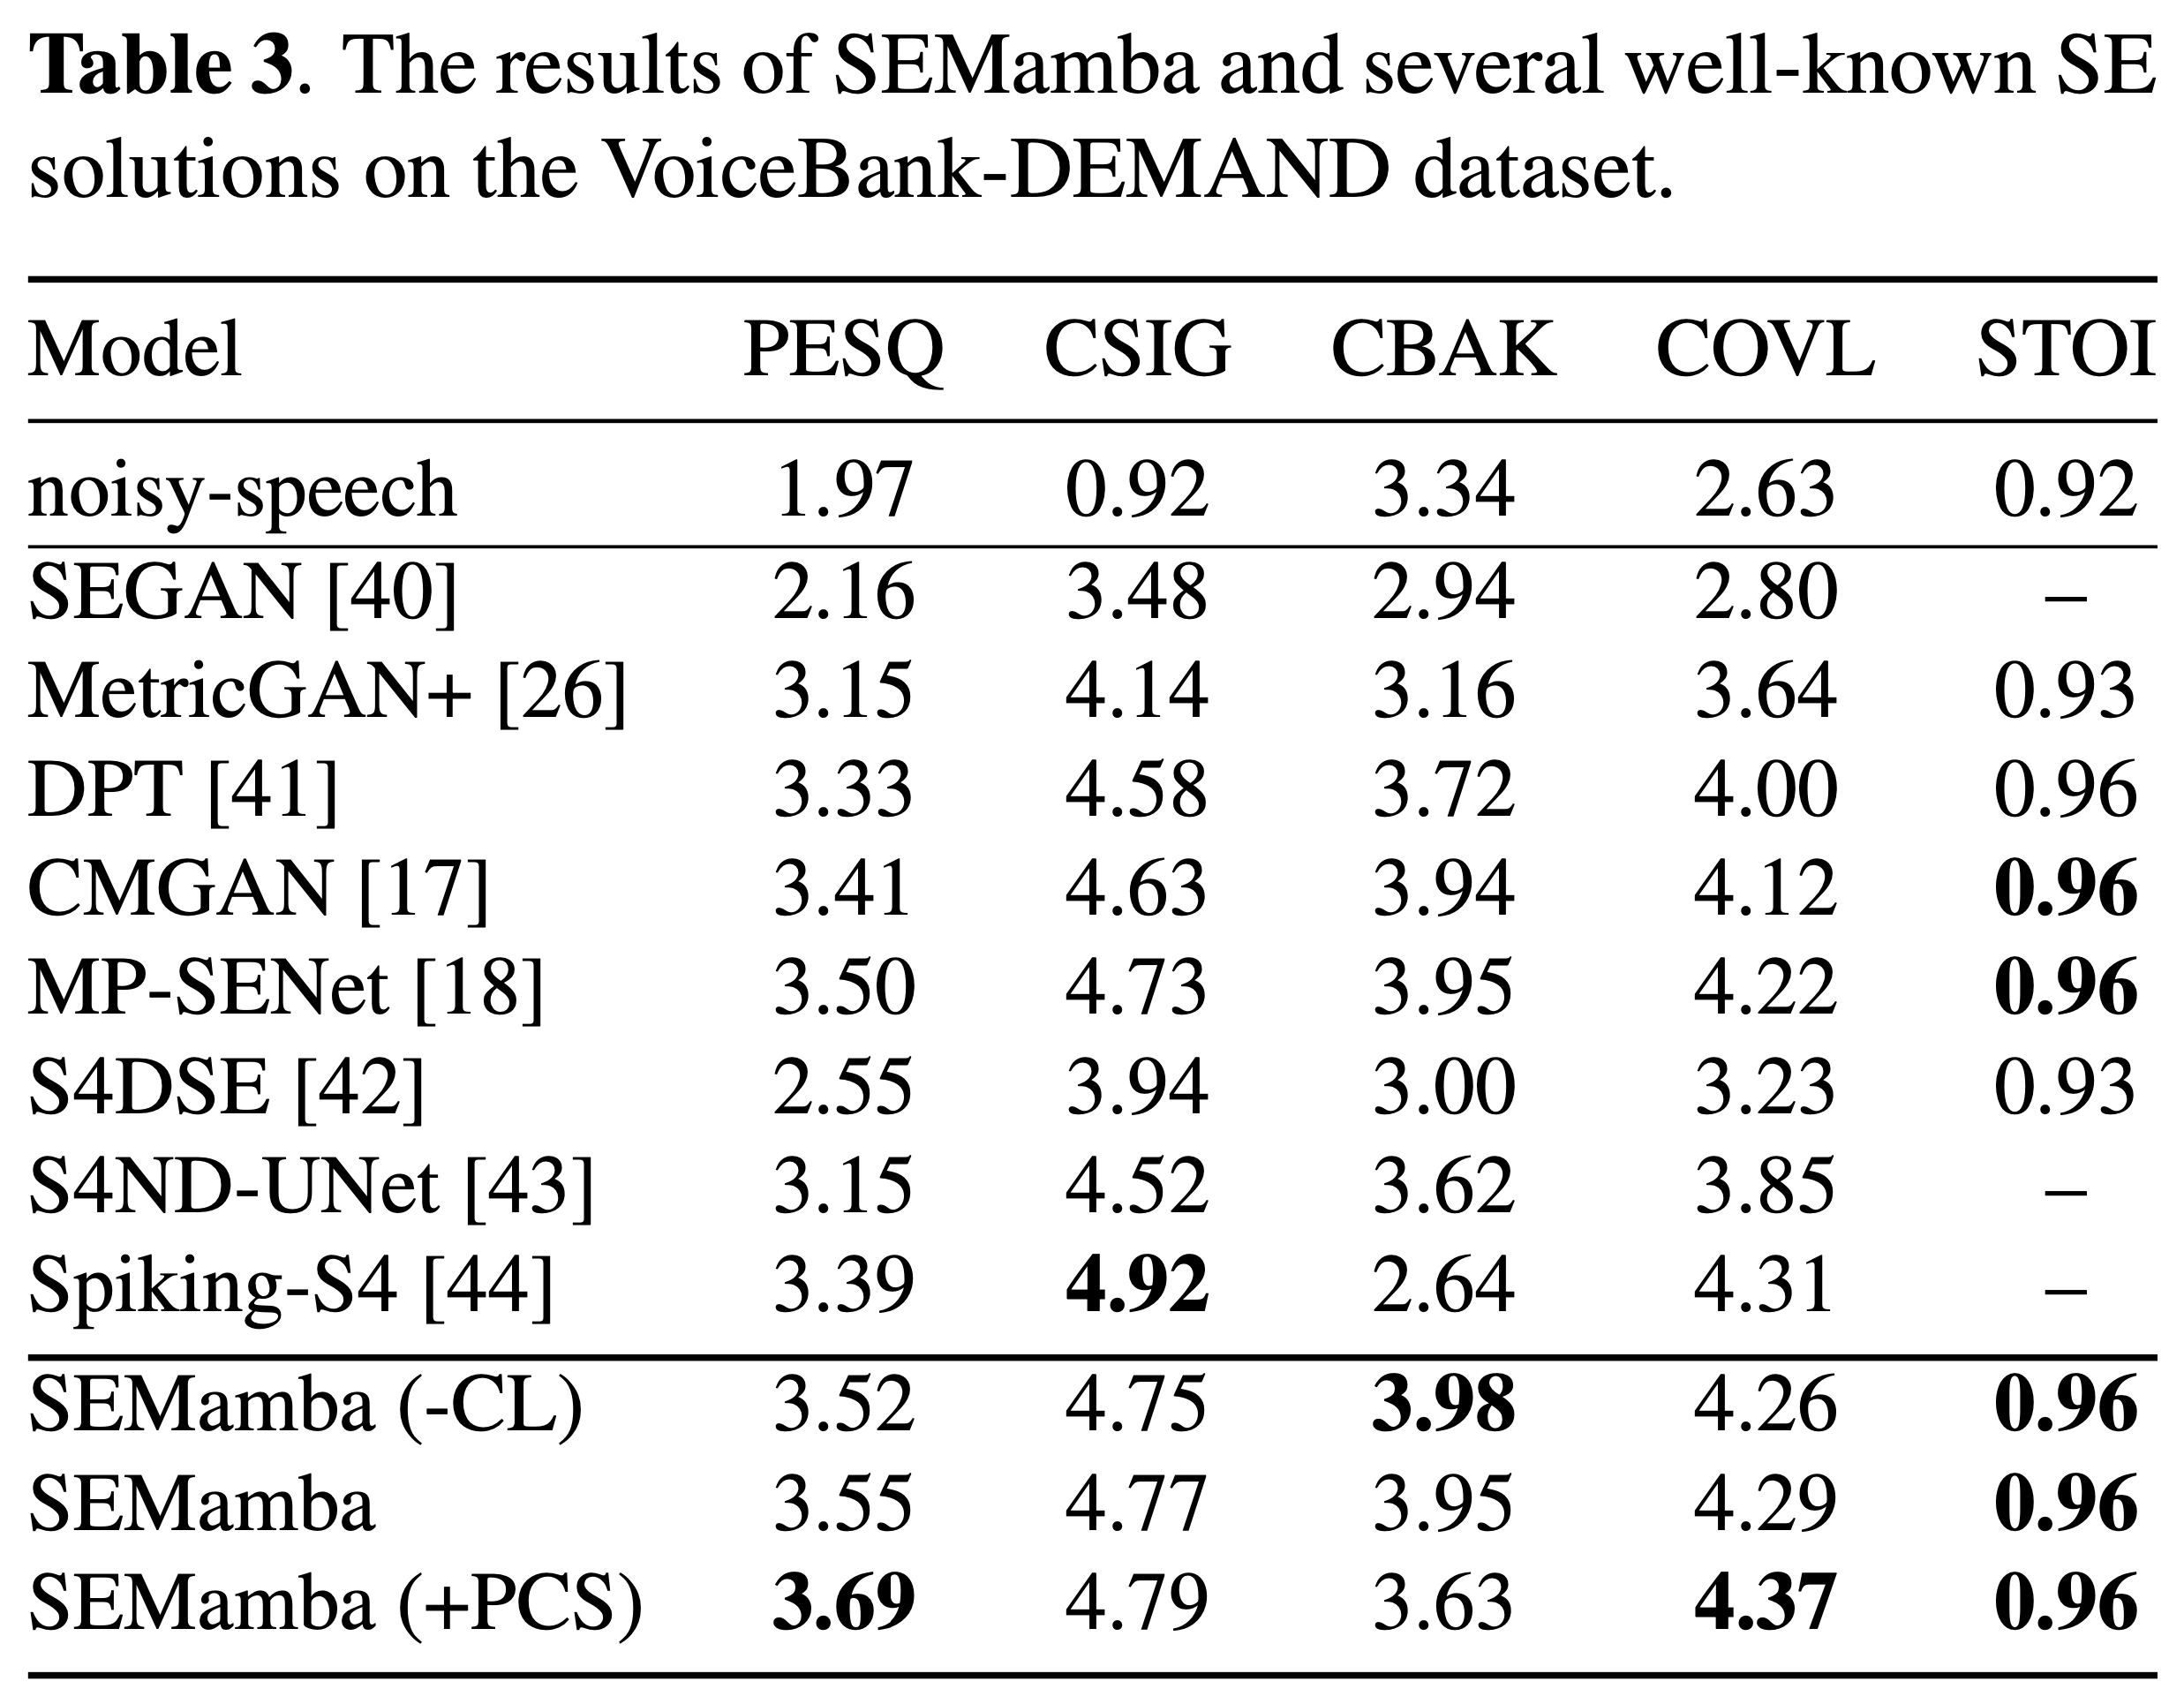 Table 3. The results of SEMamba and several well-known SE
solutions on the VoiceBank-DEMAND dataset.
Model PESQ CSIG CBAK COVL STOI
noisy-speech 1.97 0.92 3.34 2.63 0.92
SEGAN [40] 2.16 3.48 2.94 2.80 –
MetricGAN+ [26] 3.15 4.14 3.16 3.64 0.93
DPT [41] 3.33 4.58 3.72 4.00 0.96
CMGAN [17] 3.41 4.63 3.94 4.12 0.96
MP-SENet [18] 3.50 4.73 3.95 4.22 0.96
S4DSE [42] 2.55 3.94 3.00 3.23 0.93
S4ND-UNet [43] 3.15 4.52 3.62 3.85 –
Spiking-S4 [44] 3.39 4.92 2.64 4.31 –
SEMamba (-CL) 3.52 4.75 3.98 4.26 0.96
SEMamba 3.55 4.77 3.95 4.29 0.96
SEMamba (+PCS) 3.69 4.79 3.63 4.37 0.96